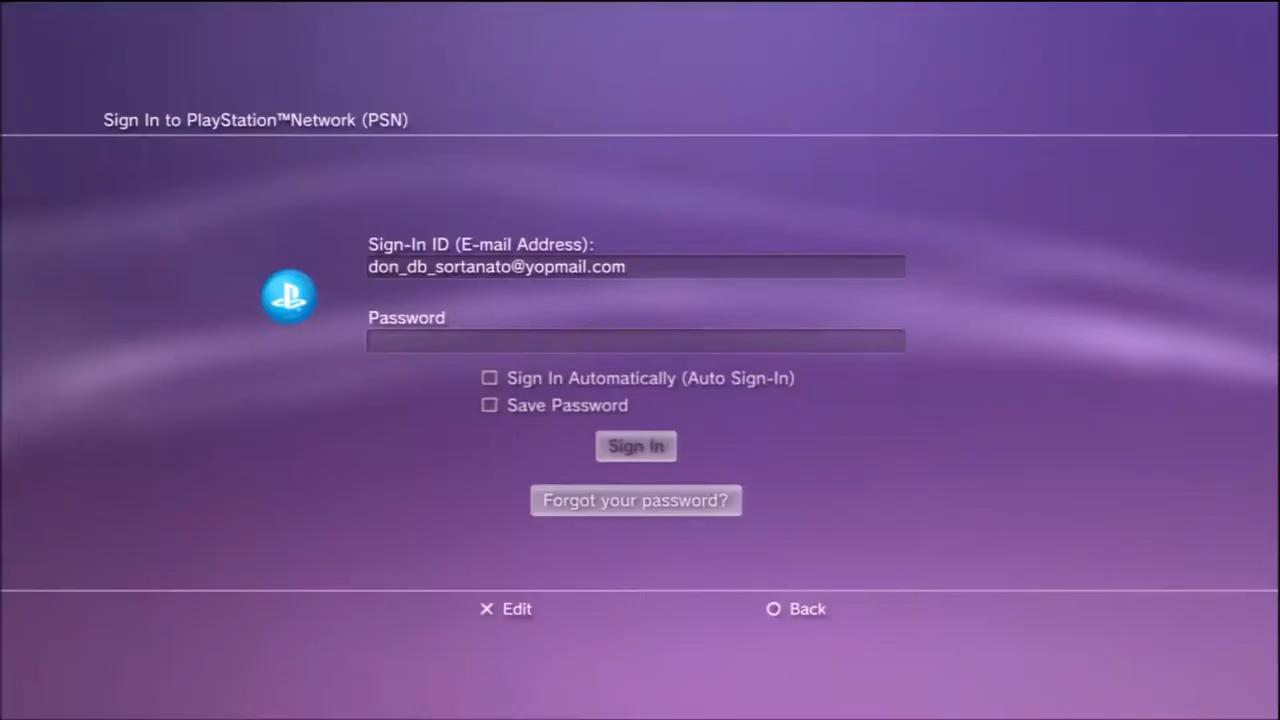 Sign In to PlayStation™Network (PSN)
Sign-In ID (E-mail Address):
don_db_sortanato@yopmail.com
Password
Sign In Automatically (Auto Sign-In)
Save Password
Sign In
Forgot your password?
Edit
Back